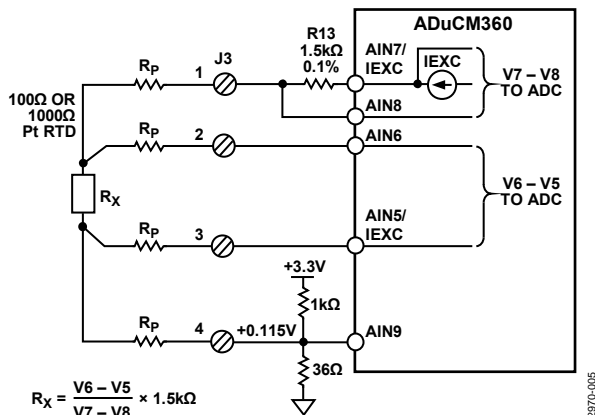 ADuCM360
R13
1.5kΩ
0.1%
J3
RP
1
AIN7/
IEXC
IEXC
V7 – V8
TO ADC
AIN8
100Ω OR
1000Ω
Pt RTD
RP
2
AIN6
V6 – V5
TO ADC
RX
RP
3
AIN5/
IEXC
+3.3V
1kΩ
RP
4
+0.115V
AIN9
36Ω
RX = V6 – V5 × 1.5kΩ
V7 – V8
2970-005